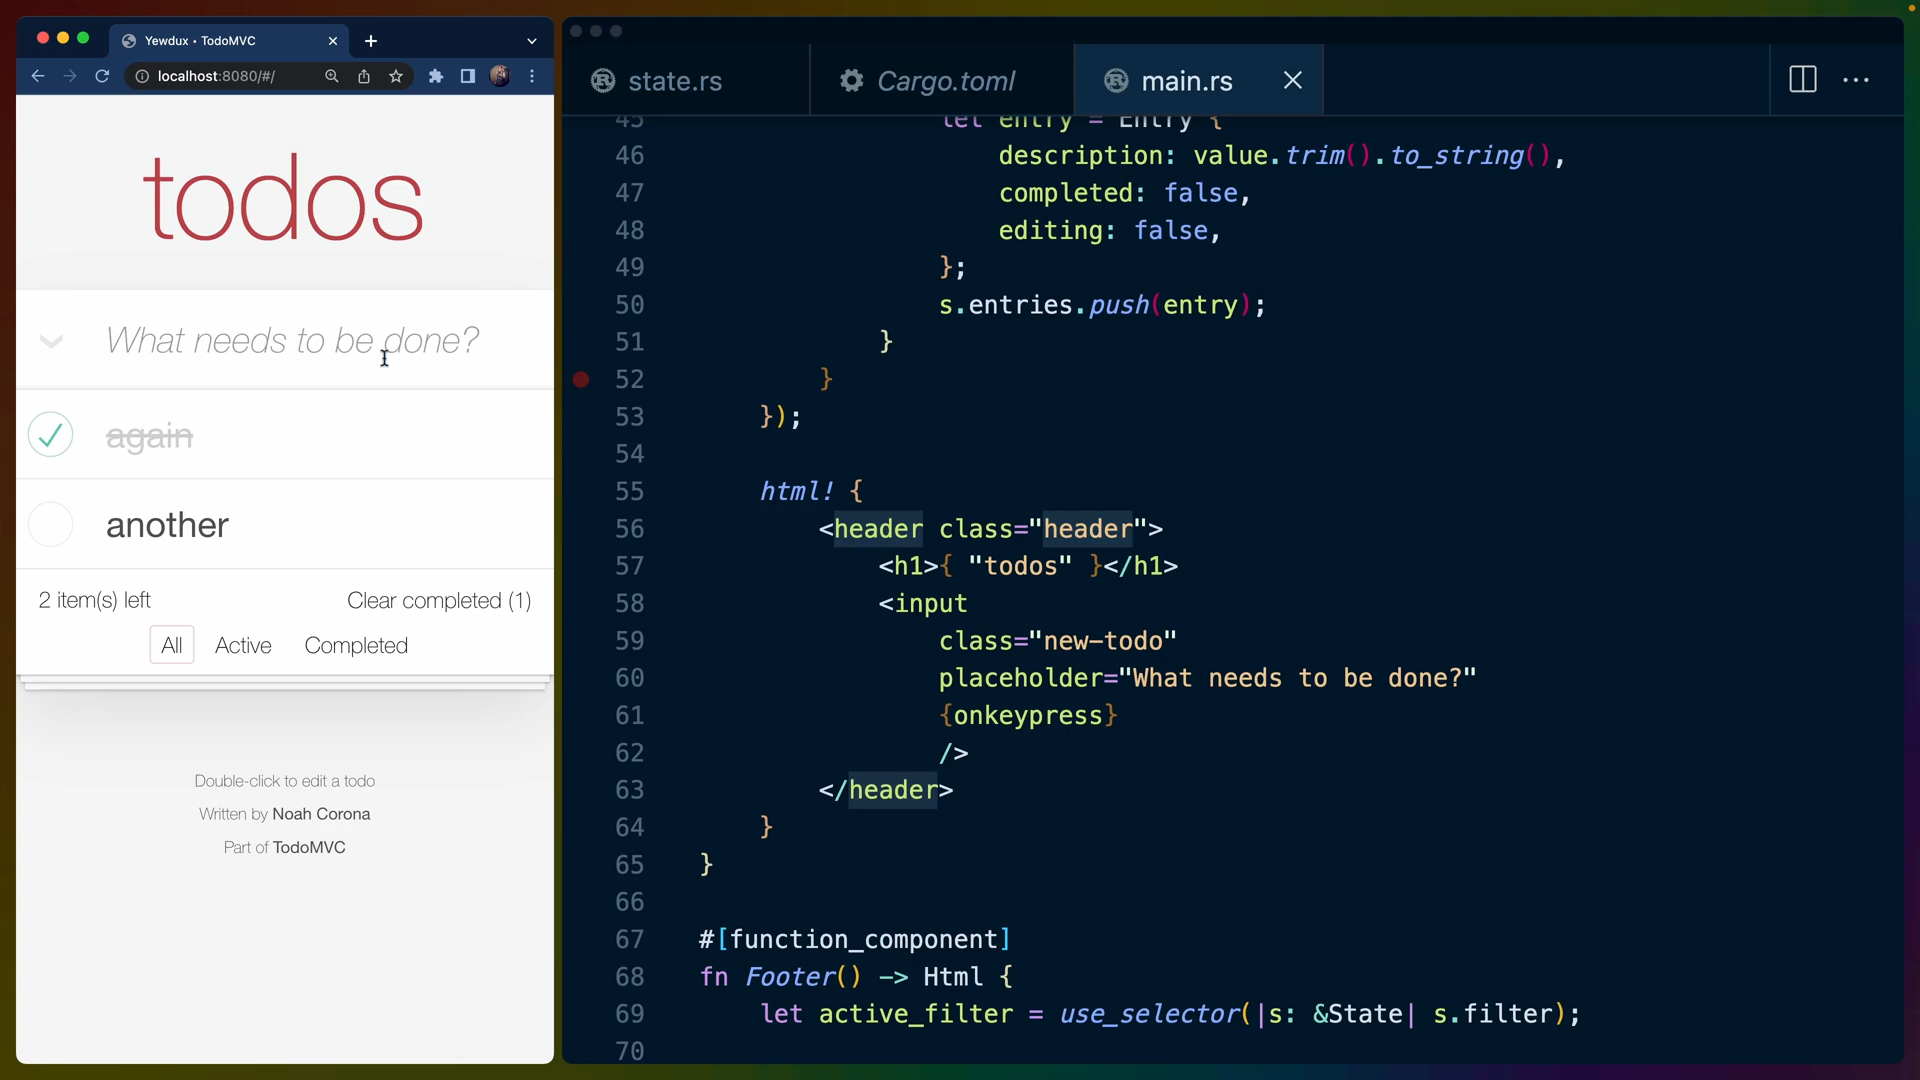 Yewdux • TodoMVC
localhost:8080/#/
todos
What needs to be done?
again
another
2 item(s) left
Clear completed (1)
All
Active
Completed
Double-click to edit a todo
Written by Noah Corona
Part of TodoMVC
state.rs
Cargo.toml
main.rs
45 let entry = Entry {
46 description: value.trim().to_string(),
47 completed: false,
48 editing: false,
49 };
50 s.entries.push(entry);
51 }
52 }
53 });
54
55 html! {
56 <header class="header">
57 <h1>{ "todos" }</h1>
58 <input
59 class="new-todo"
60 placeholder="What needs to be done?"
61 {onkeypress}
62 />
63 </header>
64 }
65 }
66
67 #[function_component]
68 fn Footer() -> Html {
69 let active_filter = use_selector(|s: &State| s.filter);
70